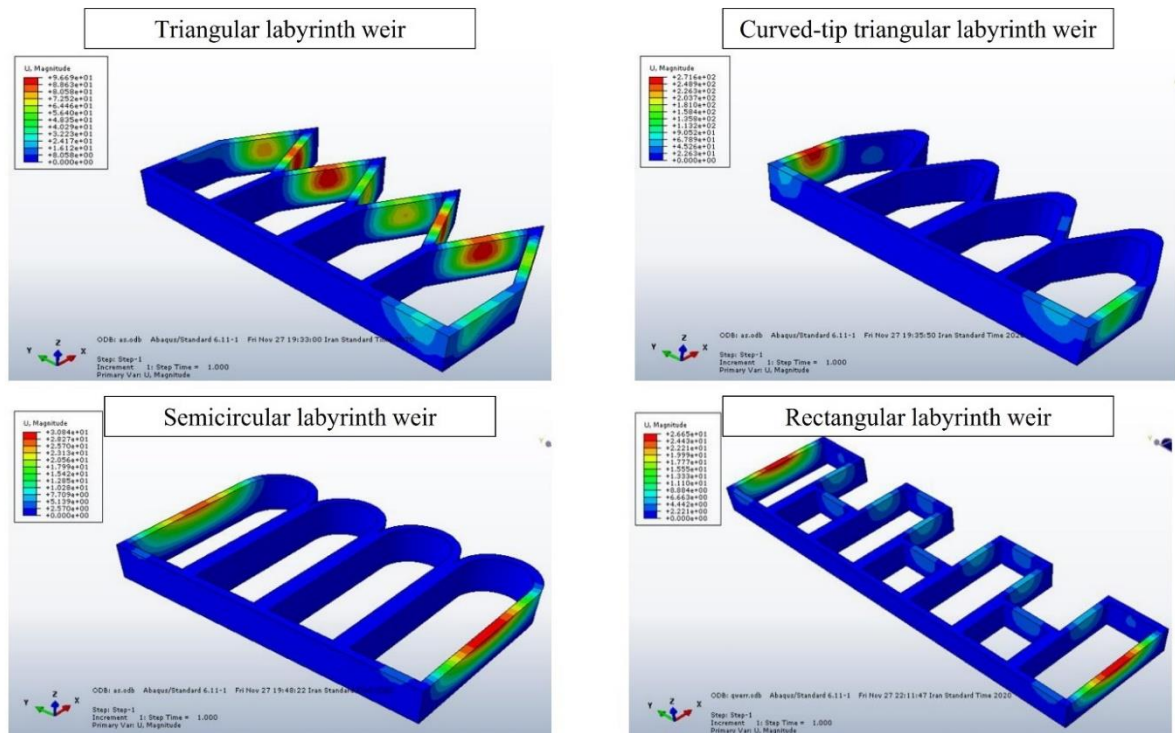 Triangular labyrinth weir
U, Magnitude
+9.669e+01
+8.863e+01
+8.058e+01
+7.252e+01
+6.446e+01
+5.640e+01
+4.835e+01
+4.029e+01
+3.223e+01
+2.417e+01
+1.612e+01
+8.058e+00
+0.000e+00
Z
Y
X
ODB: as.odb Abaqus/Standard 6.11-1 Fri Nov 27 19:33:00 Iran Standard Time
Step: Step-1
Increment 1: Step Time = 1.000
Primary Var: U, Magnitude
Curved-tip triangular labyrinth weir
U, Magnitude
+2.716e+02
+2.489e+02
+2.263e+02
+2.037e+02
+1.810e+02
+1.584e+02
+1.358e+02
+1.132e+02
+9.052e+01
+6.789e+01
+4.526e+01
+2.263e+01
+0.000e+00
Z
Y
X
ODB: as.odb Abaqus/Standard 6.11-1 Fri Nov 27 19:35:50 Iran Standard Time
Step: Step-1
Increment 1: Step Time = 1.000
Primary Var: U, Magnitude
Semicircular labyrinth weir
U, Magnitude
+3.084e+01
+2.827e+01
+2.570e+01
+2.313e+01
+2.056e+01
+1.799e+01
+1.542e+01
+1.285e+01
+1.028e+01
+7.709e+00
+5.139e+00
+2.570e+00
+0.000e+00
Y
Z
Y
X
ODB: as.odb Abaqus/Standard 6.11-1 Fri Nov 27 19:48:22 Iran Standard
Step: Step-1
Increment 1: Step Time = 1.000
Primary Var: U, Magnitude
Rectangular labyrinth weir
U, Magnitude
+2.665e+01
+2.443e+01
+2.221e+01
+1.999e+01
+1.777e+01
+1.555e+01
+1.333e+01
+1.110e+01
+8.884e+00
+6.663e+00
+4.442e+00
+2.221e+00
+0.000e+00
Y
Z
Y
X
ODB: qwerr.odb Abaqus/Standard 6.11-1 Fri Nov 27 22:11:47 Iran Standard Time 2020
Step: Step-1
Increment 1: Step Time = 1.000
Primary Var: U, Magnitude